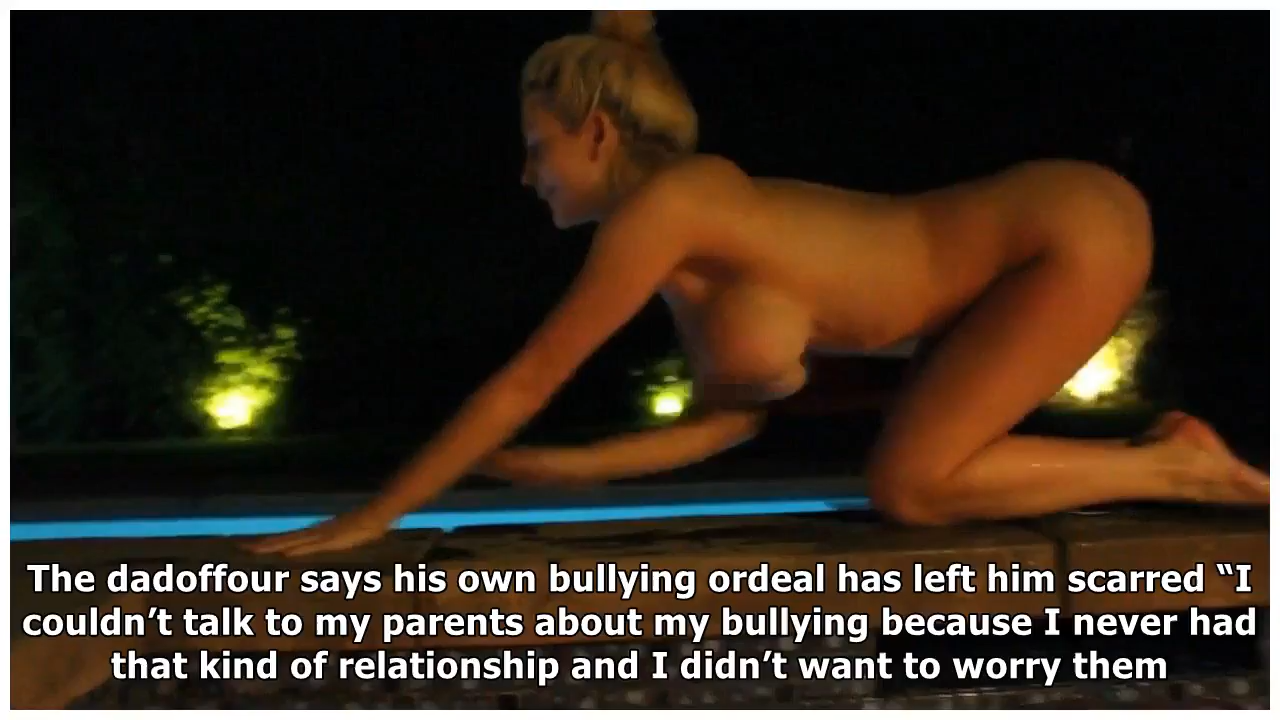 The dadoffour says his own bullying ordeal has left him scarred “I
couldn’t talk to my parents about my bullying because I never had
that kind of relationship and I didn’t want to worry them